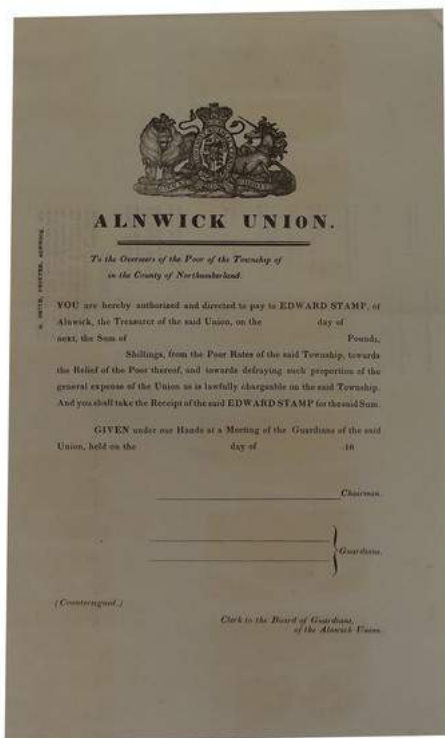 ALNWICK UNION.
To the Overseers of the Poor of the Township of
in the County of Northumberland.
YOU are hereby authorized and directed to pay to EDWARD STAMP, of
Alnwick, the Treasurer of the said Union, on the day of
next, the Sum of Pounds,
Shillings, from the Poor Rates of the said Township, towards
the Relief of the Poor thereof, and towards defraying such proportion of the
general expense of the Union as is lawfully chargeable on the said Township.
And you shall take the Receipt of the said EDWARD STAMP for the said Sum.
GIVEN under our Hands at a Meeting of the Guardians of the said
Union, held on the day of 18
Chairman.
Guardians.
(Countersigned.)
Clerk to the Board of Guardians,
of the Alnwick Union.
PRINTER, ALNWICK.